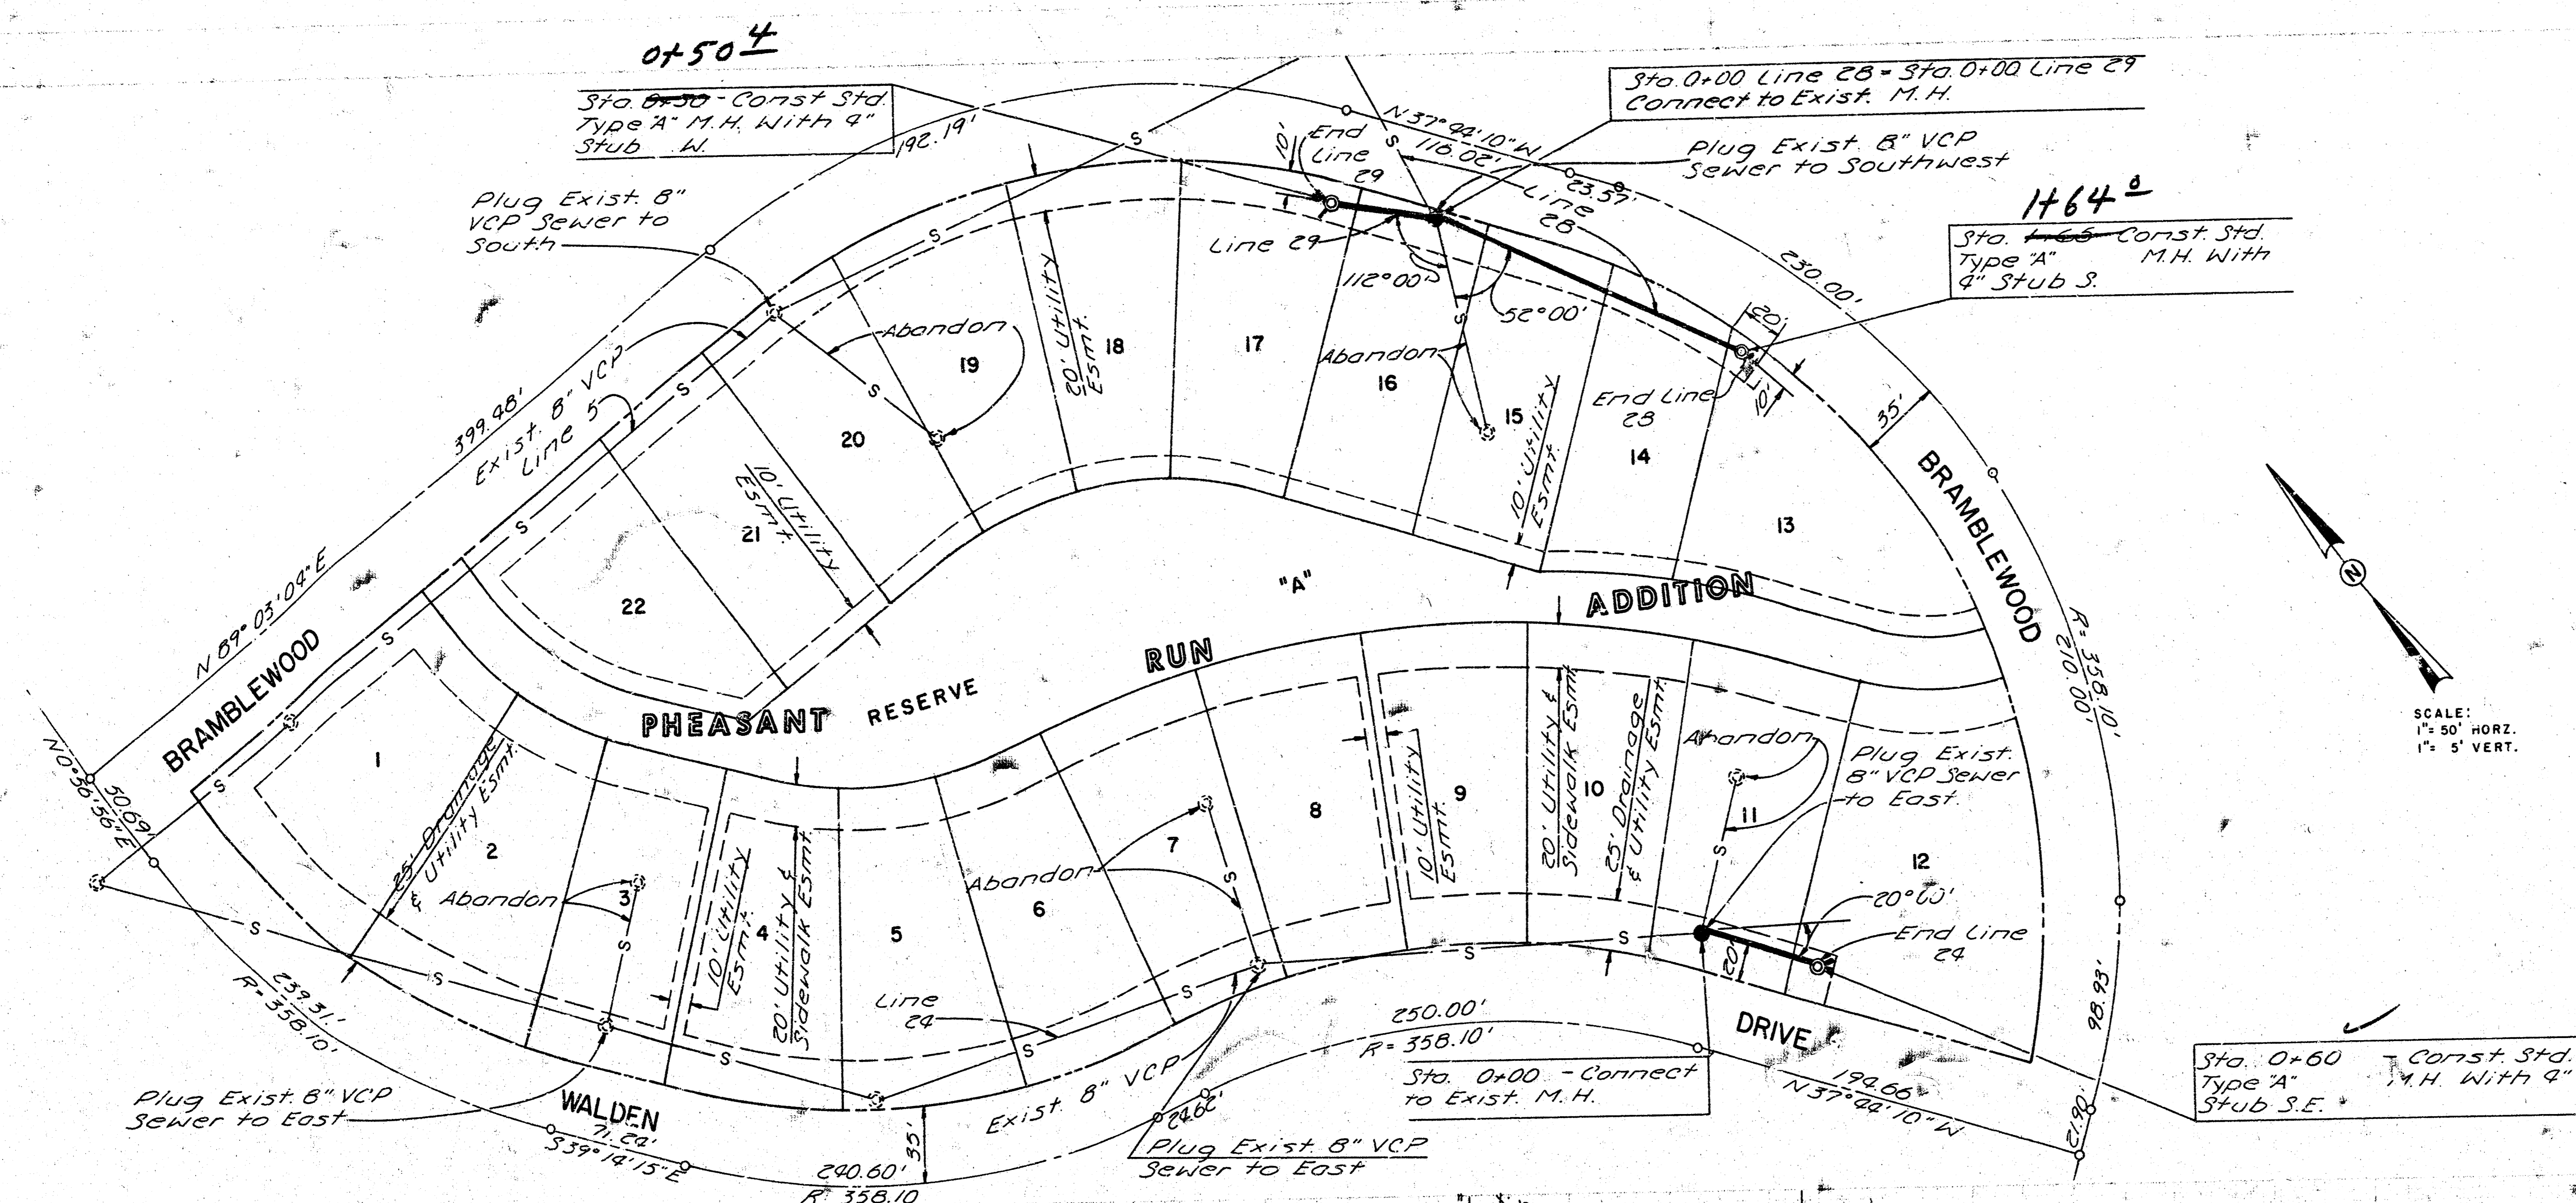 0+50 4
Sta. 0+50 - Const Std.
Type "A" M.H. With 4"
Stub W.
192.19'
Plug Exist. 8"
VCP Sewer to
South
Sta. 0+00 Line 28 = Sta. 0+00 Line 29
Connect to Exist. M.H.
N 37° 44' 10" W
116.02'
23.57'
Plug Exist. 8" VCP
Sewer to Southwest
10'
End
Line
29
Line
28
1+64 0
Sta. 1+65 Const. Std.
Type "A" M.H. With
4" Stub S.
Line 29
112°00'
52°00'
230.00'
20'
10'
End Line
28
35'
Abandon
19
18
17
Abandon
16
15
14
13
20
21
22
20' Utility
Esmt.
10' Utility
Esmt.
10' Utility
Esmt.
399.48'
Exist. 8" VCP
Line 5
N 89° 03' 04" E
BRAMBLEWOOD
BRAMBLEWOOD
"A"
PHEASANT
RESERVE
RUN
ADDITION
R= 358.10'
210.00'
N
SCALE:
1"= 50' HORZ.
1"= 5' VERT.
N 0° 56' 56" E
50.69'
1
25' Drainage
& Utility Esmt.
2
Abandon
3
10' Utility
Esmt.
4
20' Utility &
Sidewalk Esmt.
5
Abandon
6
7
8
10' Utility
Esmt.
9
20' Utility &
Sidewalk Esmt.
10
25' Drainage
& Utility Esmt.
Abandon
11
Plug Exist.
8" VCP Sewer
to East.
12
20°00'
End Line
24
20'
Line
24
239.31'
R= 358.10'
250.00'
R= 358.10'
DRIVE
98.93'
Sta. 0+00 - Connect
to Exist. M.H.
194.66'
N 37° 44' 10" W
21.90'
Sta. 0+60 - Const. Std.
Type "A" M.H. With 4"
Stub S.E.
Plug Exist. 8" VCP
Sewer to East
WALDEN
71.24'
S 39° 14' 15" E
240.60'
R= 358.10
35'
Exist. 8" VCP
24.62'
Plug Exist. 8" VCP
Sewer to East